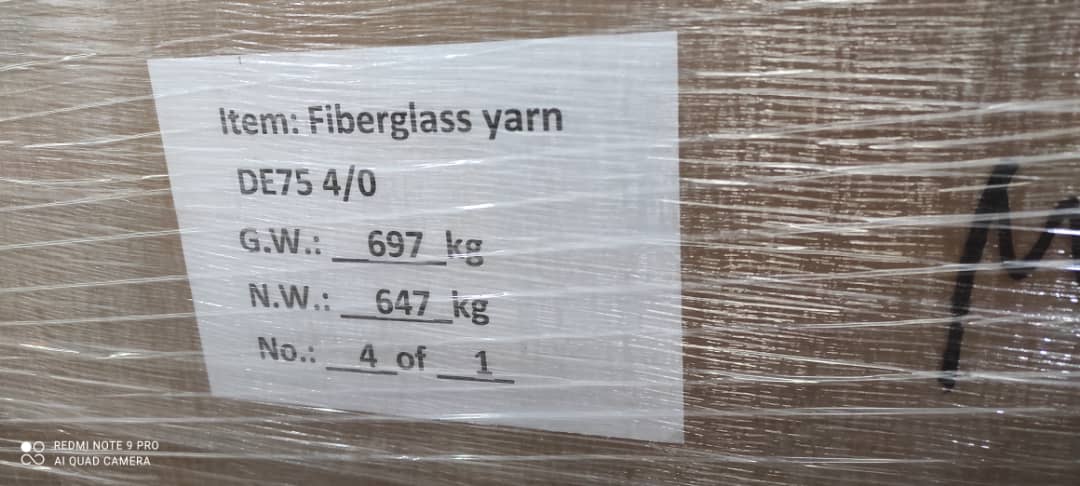 Item: Fiberglass yarn
DE75 4/0
G.W.: 697 kg
N.W.: 647 kg
No.: 4 of 1
REDMI NOTE 9 PRO
AI QUAD CAMERA